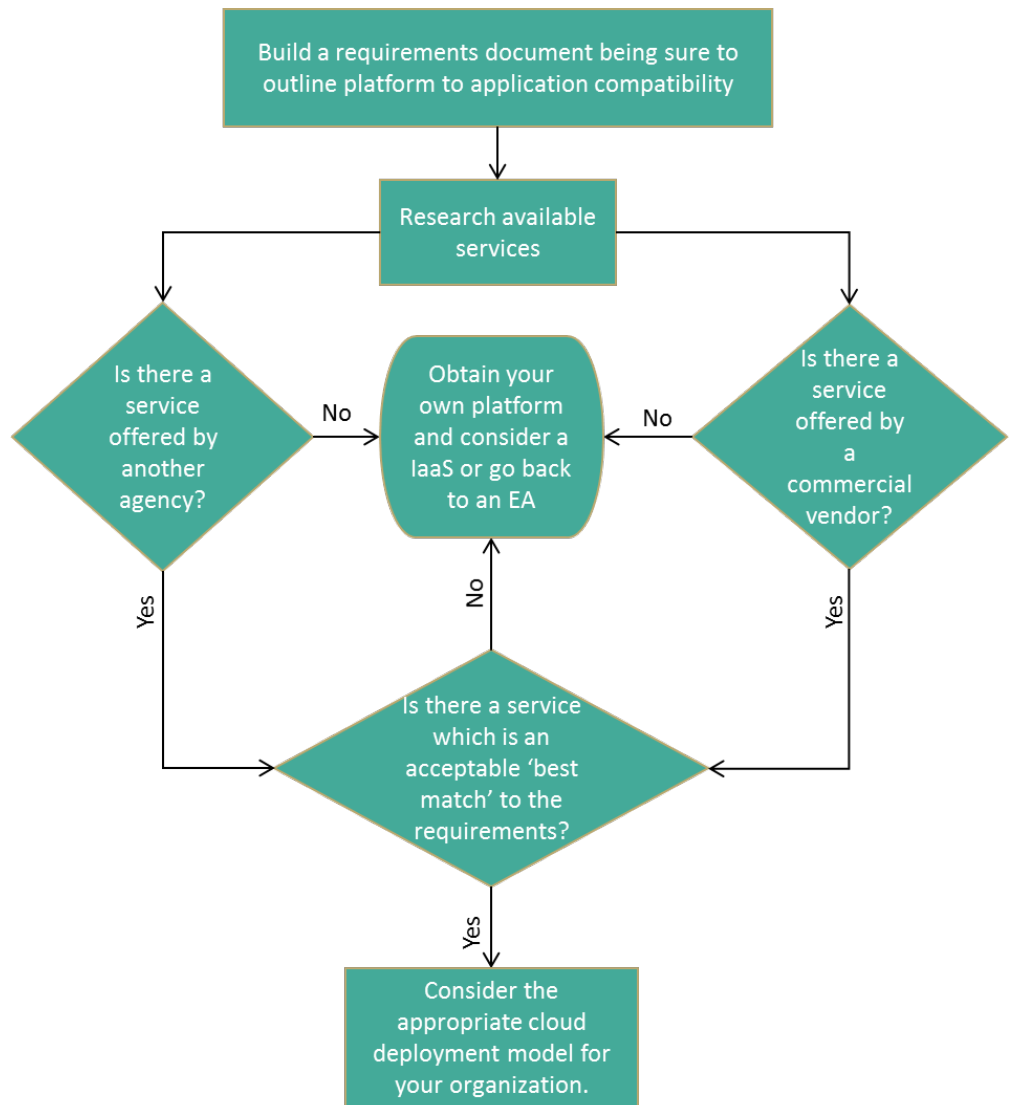 Build a requirements document being sure to
outline platform to application compatibility
Research available
services
Is there a
service
offered by
another
agency?
No
Obtain your
own platform
and consider a
IaaS or go back
to an EA
No
Is there a
service
offered by
a
commercial
vendor?
Yes
No
Yes
Is there a service
which is an
acceptable ‘best
match’ to the
requirements?
Yes
Consider the
appropriate cloud
deployment model for
your organization.